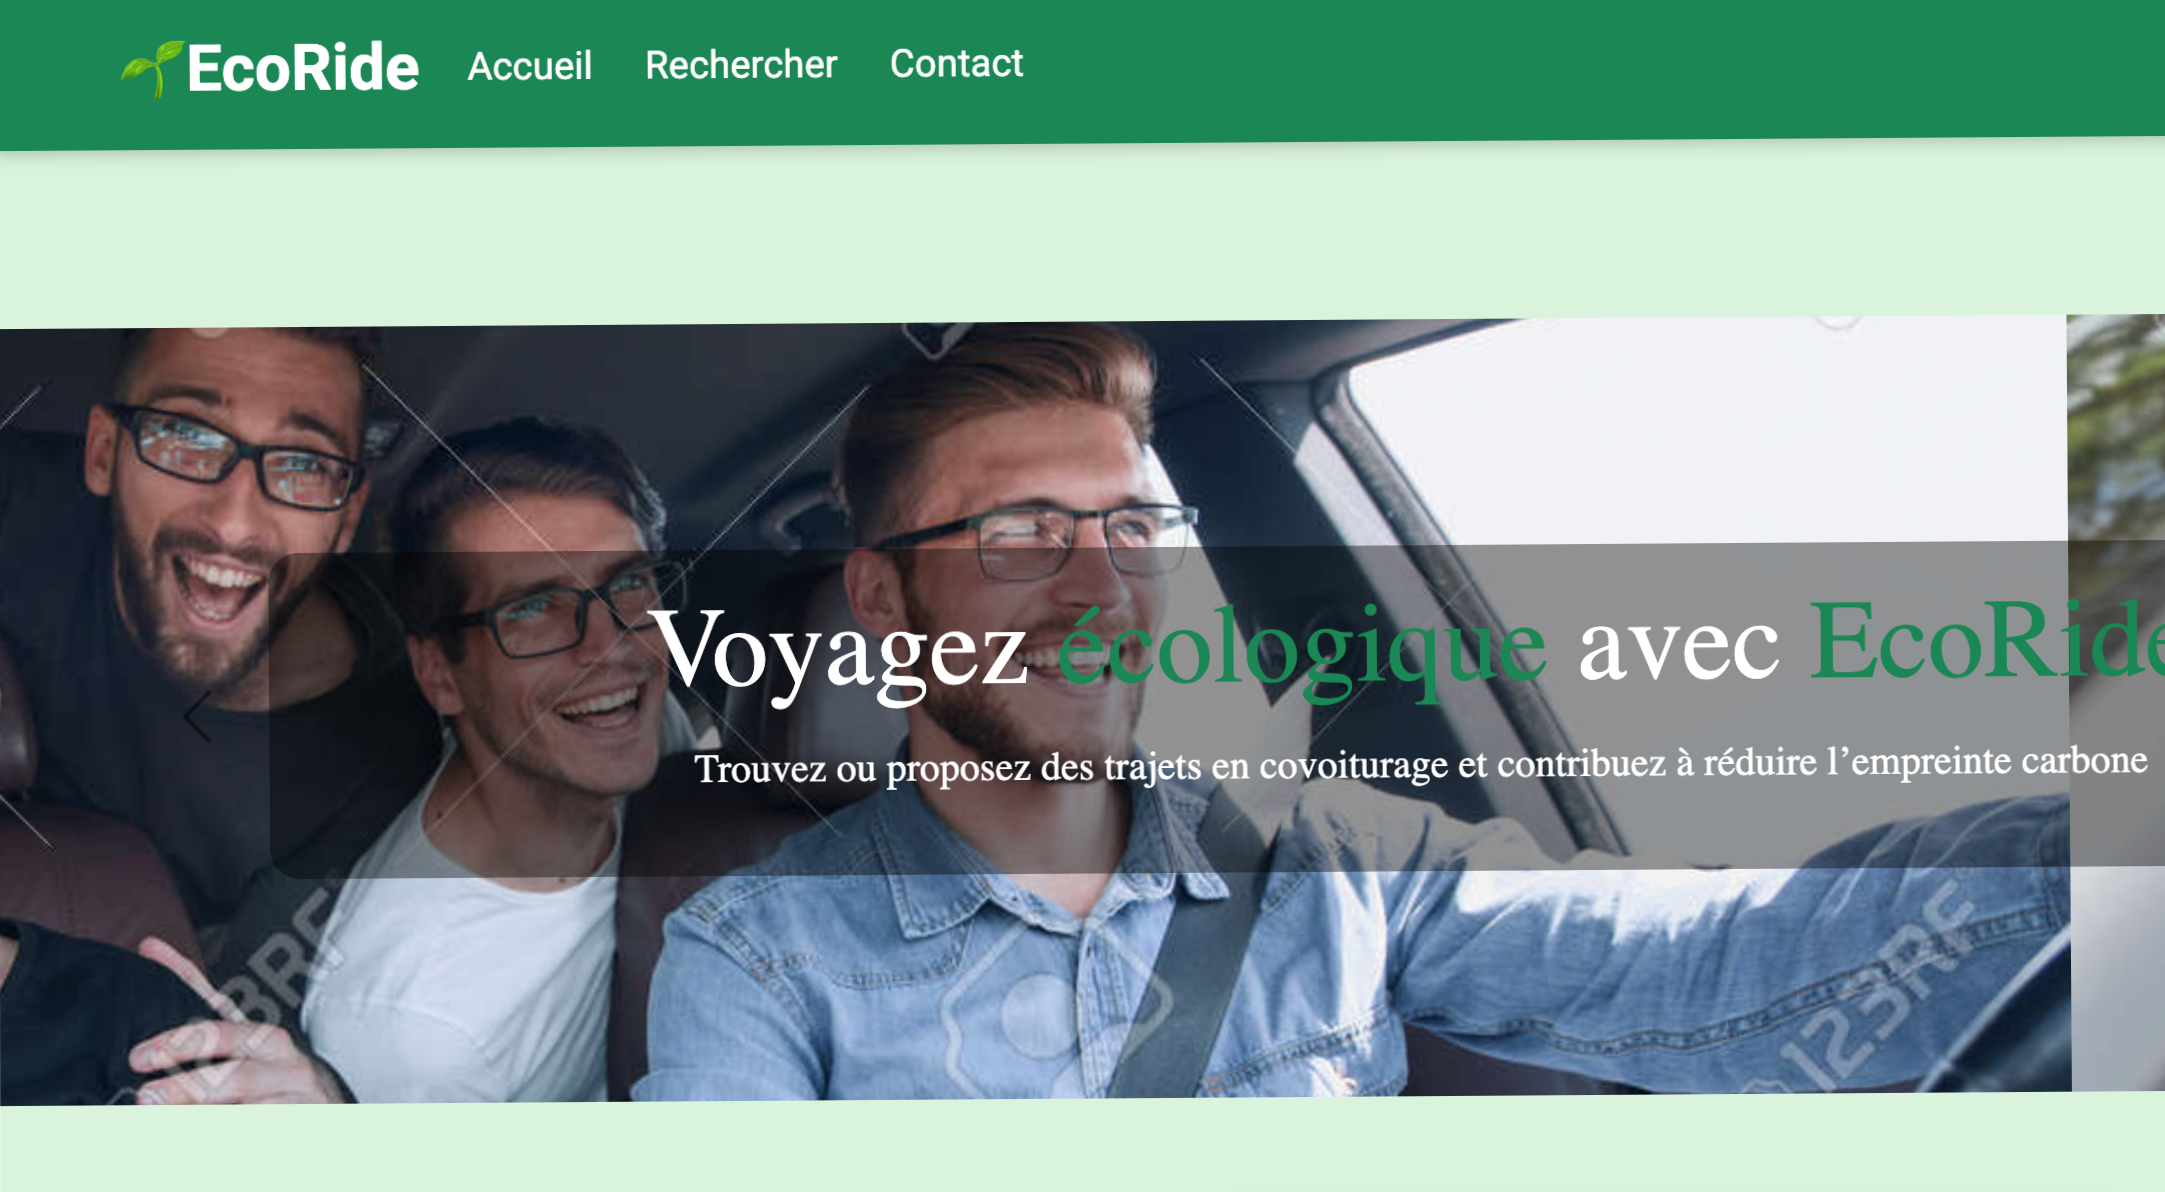 EcoRide Accueil Rechercher Contact
Voyagez écologique avec EcoRide
Trouvez ou proposez des trajets en covoiturage et contribuez à réduire l’empreinte carbone
123RF
123RF